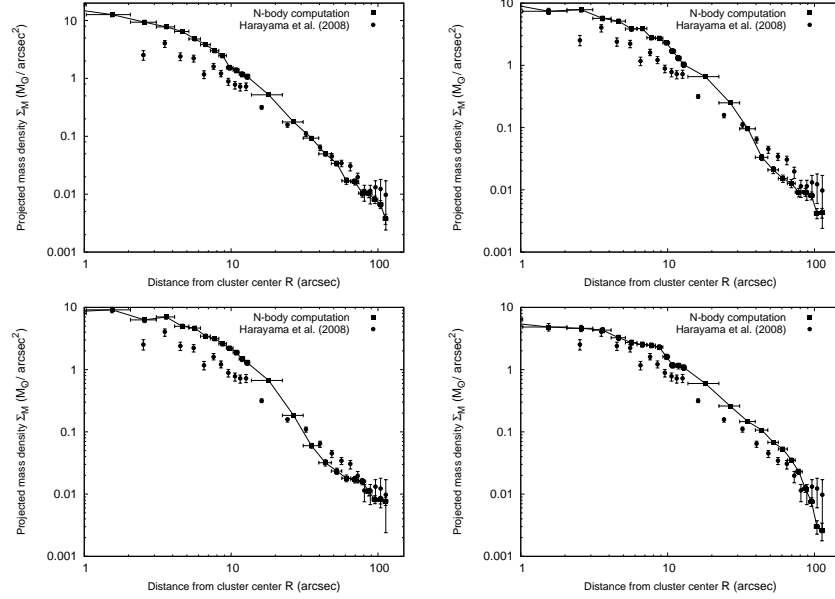 N-body computation
Harayama et al. (2008)
10
1
0.1
0.01
0.001
1
10
100
Projected mass density Σ_M (M_⊙/ arcsec²)
Distance from cluster center R (arcsec)
N-body computation
Harayama et al. (2008)
10
1
0.1
0.01
0.001
1
10
100
Projected mass density Σ_M (M_⊙/ arcsec²)
Distance from cluster center R (arcsec)
N-body computation
Harayama et al. (2008)
10
1
0.1
0.01
0.001
1
10
100
Projected mass density Σ_M (M_⊙/ arcsec²)
Distance from cluster center R (arcsec)
N-body computation
Harayama et al. (2008)
10
1
0.1
0.01
0.001
1
10
100
Projected mass density Σ_M (M_⊙/ arcsec²)
Distance from cluster center R (arcsec)